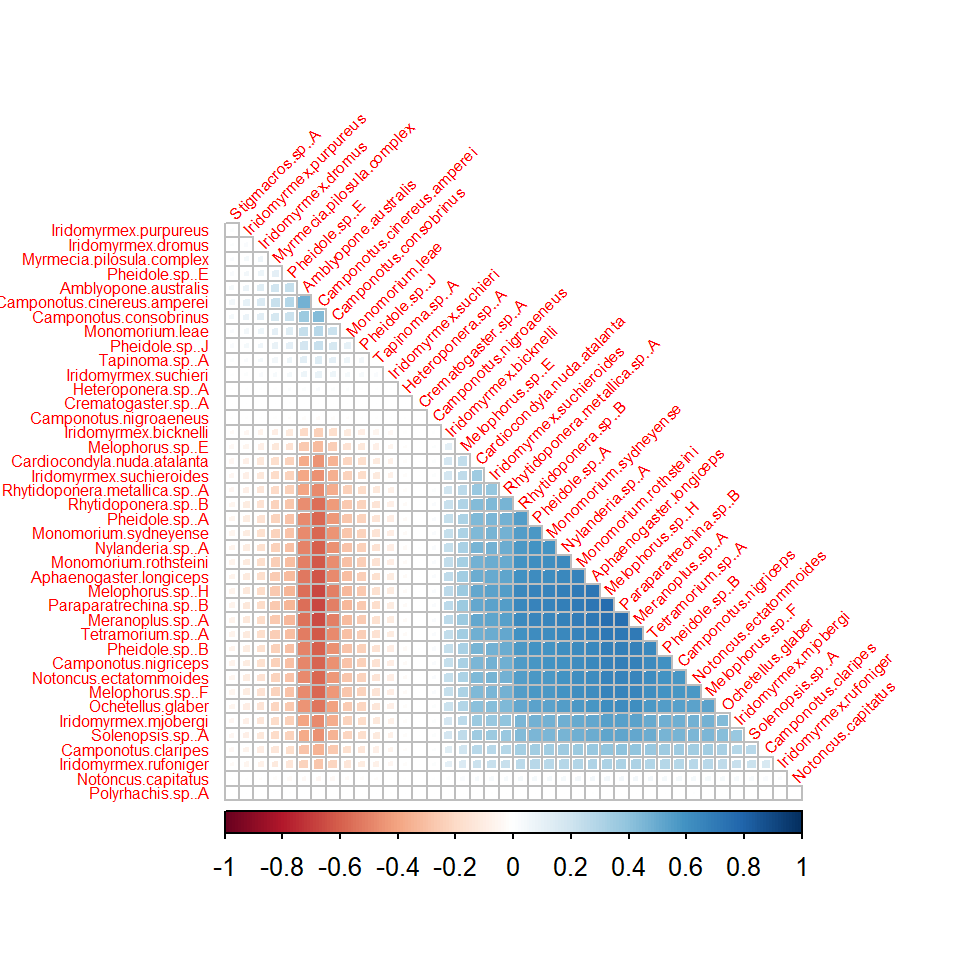 Stigmacros.sp..A
Iridomyrmex.purpureus
Iridomyrmex.dromus
Myrmecia.pilosula.complex
Pheidole.sp..E
Amblyopone.australis
Camponotus.cinereus.amperei
Camponotus.consobrinus
Monomorium.leae
Pheidole.sp..J
Tapinoma.sp..A
Iridomyrmex.suchieri
Heteroponera.sp..A
Crematogaster.sp..A
Camponotus.nigroaeneus
Iridomyrmex.bicknelli
Melophorus.sp..E
Cardiocondyla.nuda.atalanta
Iridomyrmex.suchieroides
Rhytidoponera.metallica.sp..A
Rhytidoponera.sp..B
Pheidole.sp..A
Monomorium.sydneyense
Nylanderia.sp..A
Monomorium.rothsteini
Aphaenogaster.longiceps
Melophorus.sp..H
Paraparatrechina.sp..B
Meranoplus.sp..A
Tetramorium.sp..A
Pheidole.sp..B
Camponotus.nigriceps
Notoncus.ectatommoides
Melophorus.sp..F
Ochetellus.glaber
Iridomyrmex.mjobergi
Solenopsis.sp..A
Camponotus.claripes
Iridomyrmex.rufoniger
Notoncus.capitatus
Iridomyrmex.purpureus
Iridomyrmex.dromus
Myrmecia.pilosula.complex
Pheidole.sp..E
Amblyopone.australis
Camponotus.cinereus.amperei
Camponotus.consobrinus
Monomorium.leae
Pheidole.sp..J
Tapinoma.sp..A
Iridomyrmex.suchieri
Heteroponera.sp..A
Crematogaster.sp..A
Camponotus.nigroaeneus
Iridomyrmex.bicknelli
Melophorus.sp..E
Cardiocondyla.nuda.atalanta
Iridomyrmex.suchieroides
Rhytidoponera.metallica.sp..A
Rhytidoponera.sp..B
Pheidole.sp..A
Monomorium.sydneyense
Nylanderia.sp..A
Monomorium.rothsteini
Aphaenogaster.longiceps
Melophorus.sp..H
Paraparatrechina.sp..B
Meranoplus.sp..A
Tetramorium.sp..A
Pheidole.sp..B
Camponotus.nigriceps
Notoncus.ectatommoides
Melophorus.sp..F
Ochetellus.glaber
Iridomyrmex.mjobergi
Solenopsis.sp..A
Camponotus.claripes
Iridomyrmex.rufoniger
Notoncus.capitatus
Polyrhachis.sp..A
-1 -0.8 -0.6 -0.4 -0.2 0 0.2 0.4 0.6 0.8 1